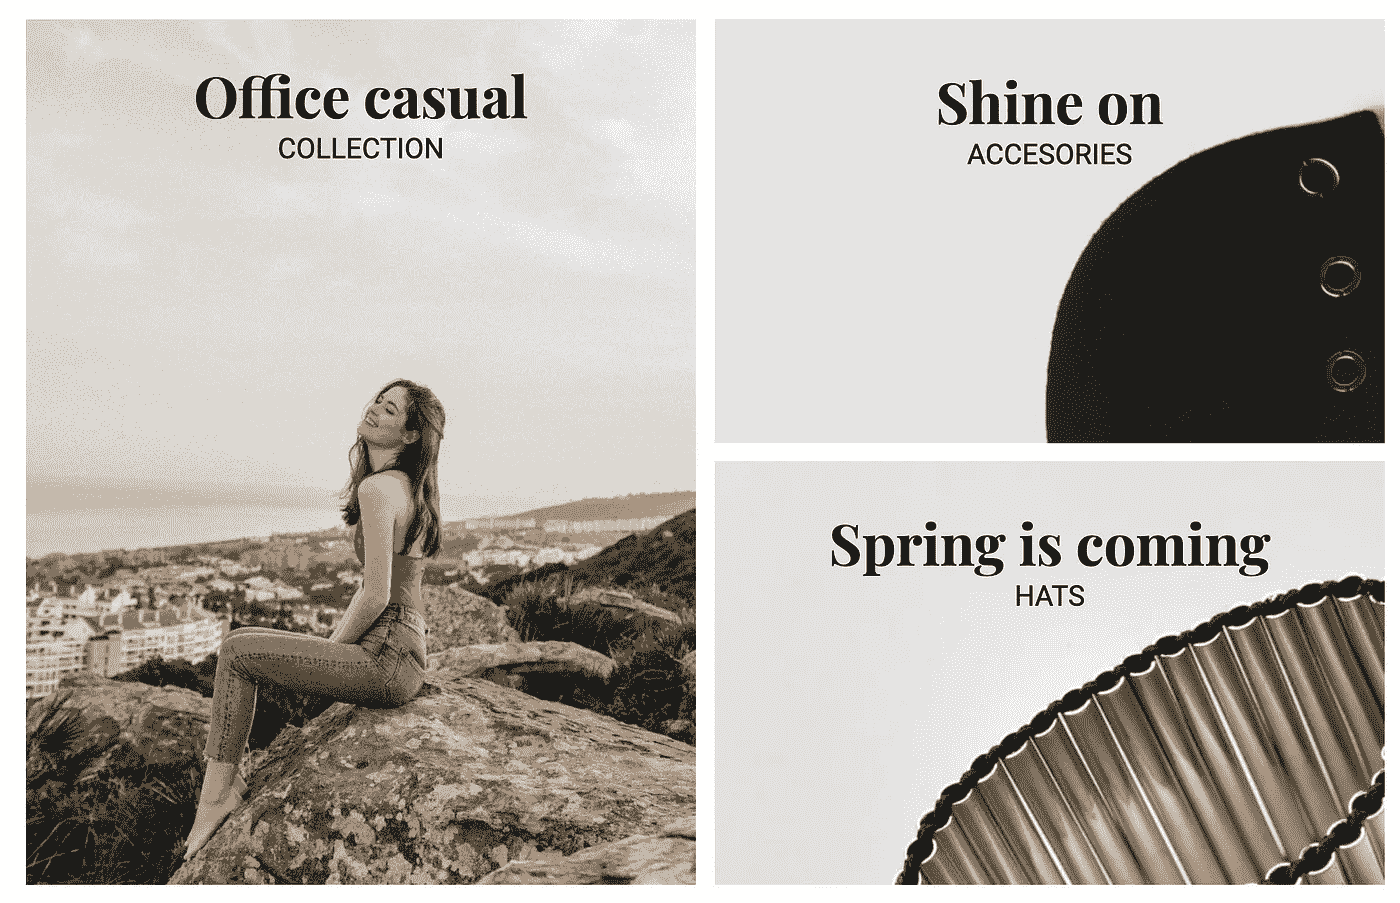 Office casual
COLLECTION
Shine on
ACCESORIES
Spring is coming
HATS